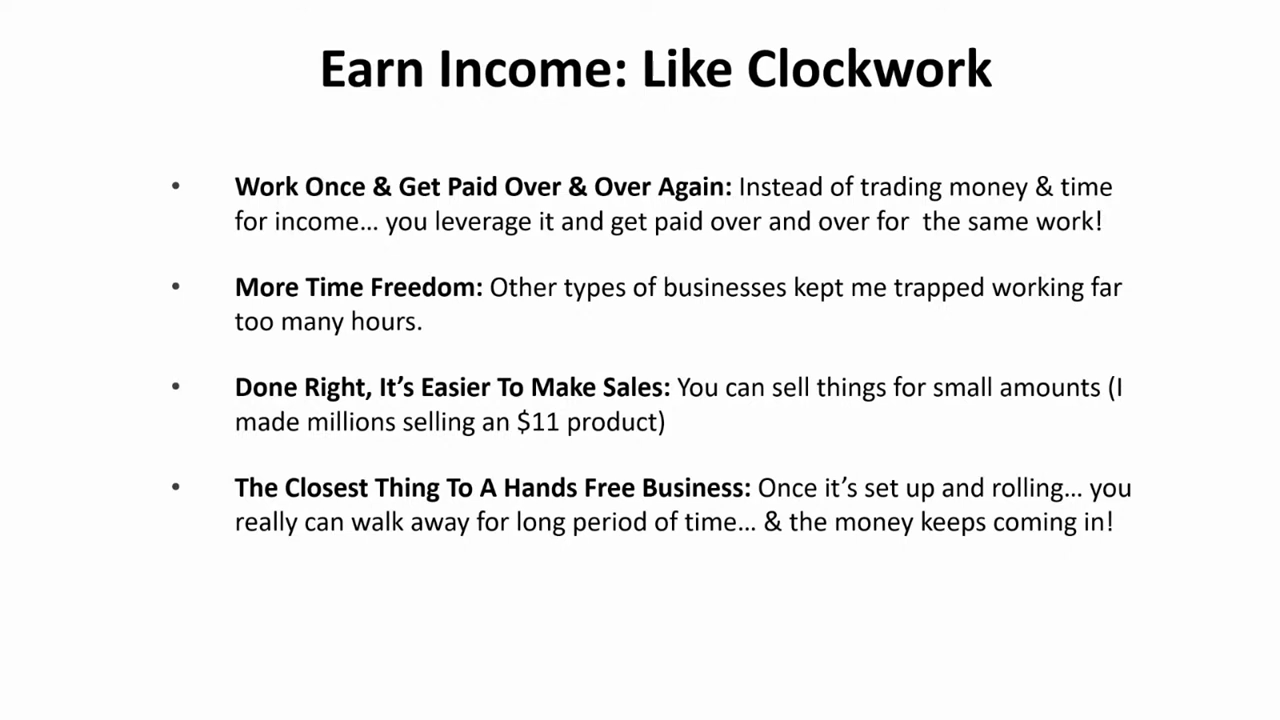 Earn Income: Like Clockwork
• Work Once & Get Paid Over & Over Again: Instead of trading money & time
for income… you leverage it and get paid over and over for  the same work!
• More Time Freedom: Other types of businesses kept me trapped working far
too many hours.
• Done Right, It’s Easier To Make Sales: You can sell things for small amounts (I
made millions selling an $11 product)
• The Closest Thing To A Hands Free Business: Once it’s set up and rolling… you
really can walk away for long period of time… & the money keeps coming in!